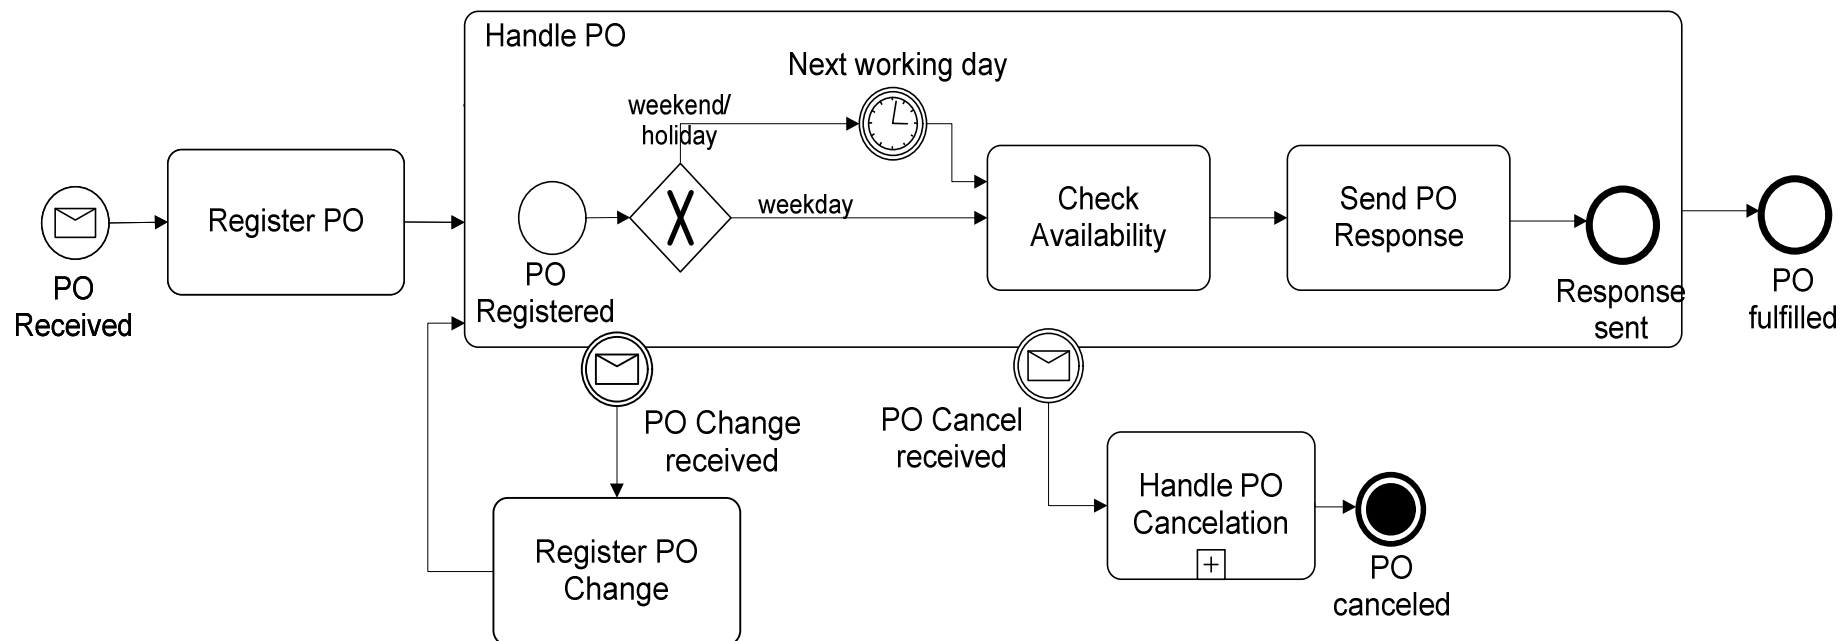 Handle PO
Next working day
weekend/
holiday
weekday
PO
Received
Register PO
PO
Registered
Check
Availability
Send PO
Response
Response
sent
PO
fulfilled
PO Change
received
Register PO
Change
PO Cancel
received
Handle PO
Cancelation
PO
canceled